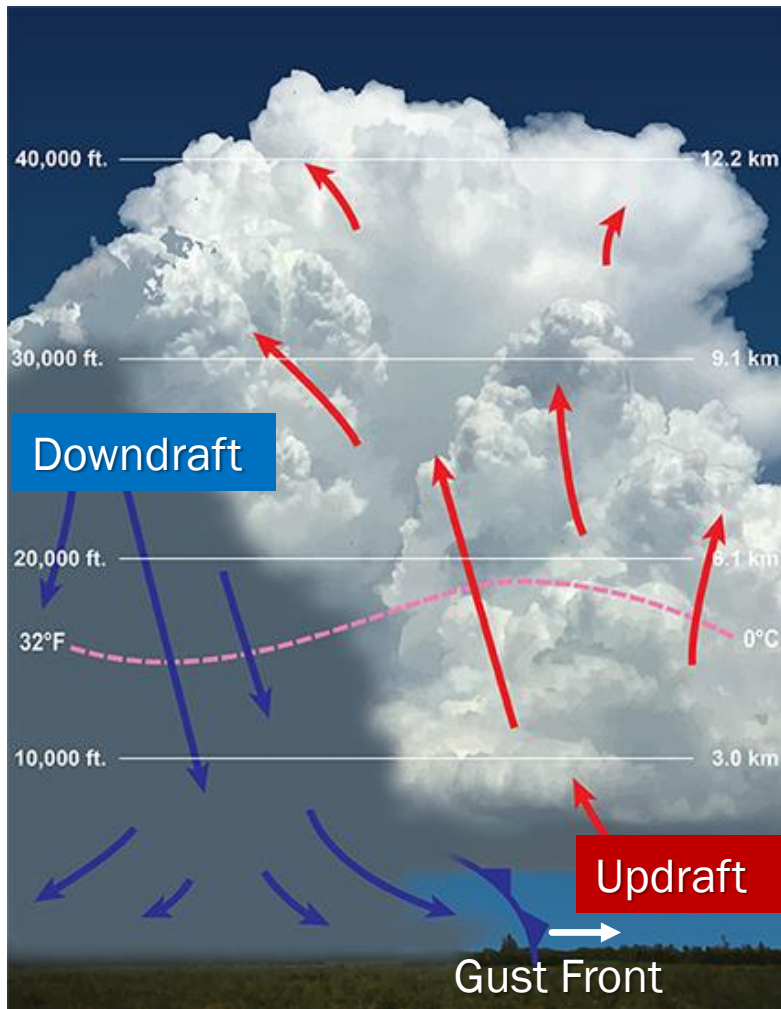 40,000 ft. 12.2 km
30,000 ft. 9.1 km
Downdraft
20,000 ft. 6.1 km
32°F 0°C
10,000 ft. 3.0 km
Updraft
Gust Front